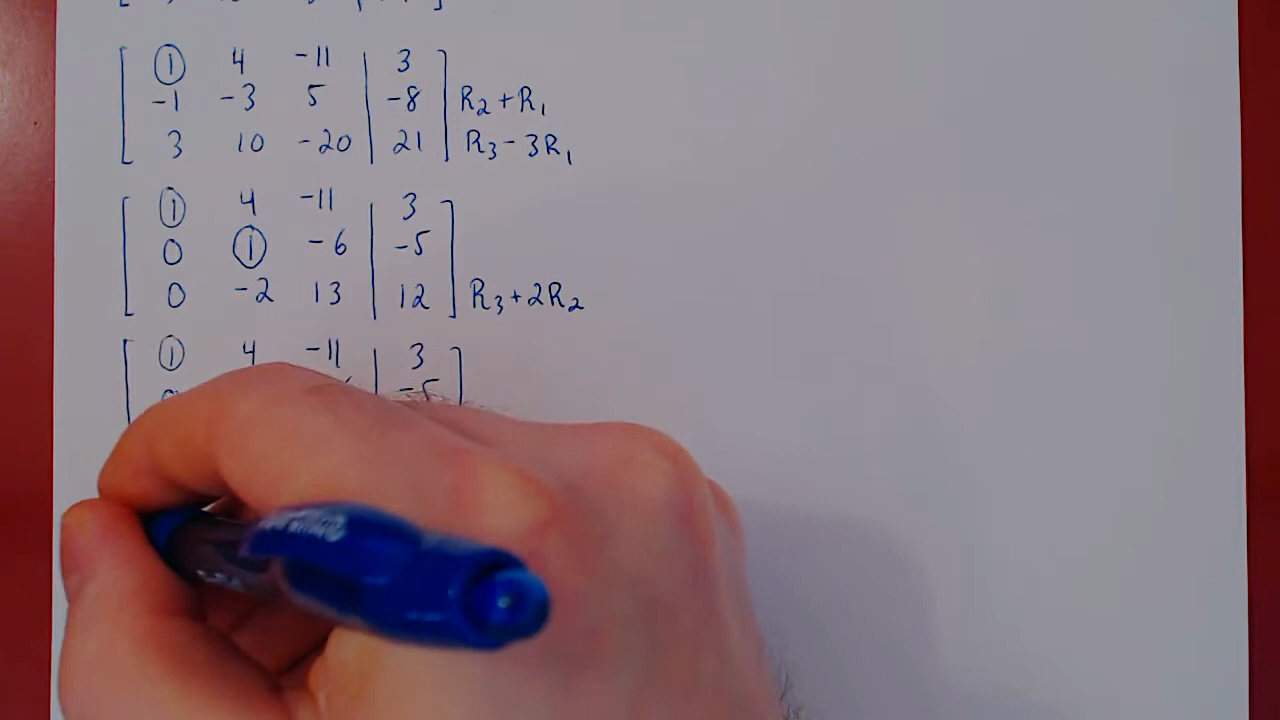 1 4 -11 | 3
-1 -3 5 | -8 R₂ + R₁
3 10 -20 | 21 R₃ - 3R₁
1 4 -11 | 3
0 1 -6 | -5
0 -2 13 | 12 R₃ + 2R₂
1 4 -11 | 3
-5